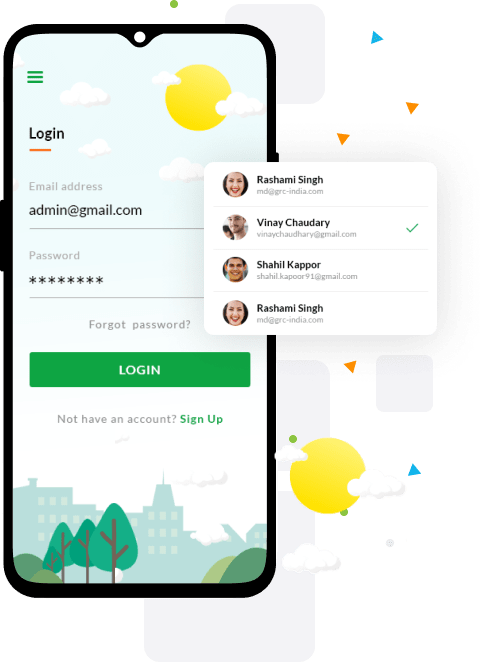 Login
Email address
admin@gmail.com
Password
********
Forgot password?
LOGIN
Not have an account? Sign Up
Rashami Singh
md@grc-india.com
Vinay Chaudary
vinaychaudhary@gmail.com
Shahil Kappor
shahil.kapoor91@gmail.com
Rashami Singh
md@grc-india.com